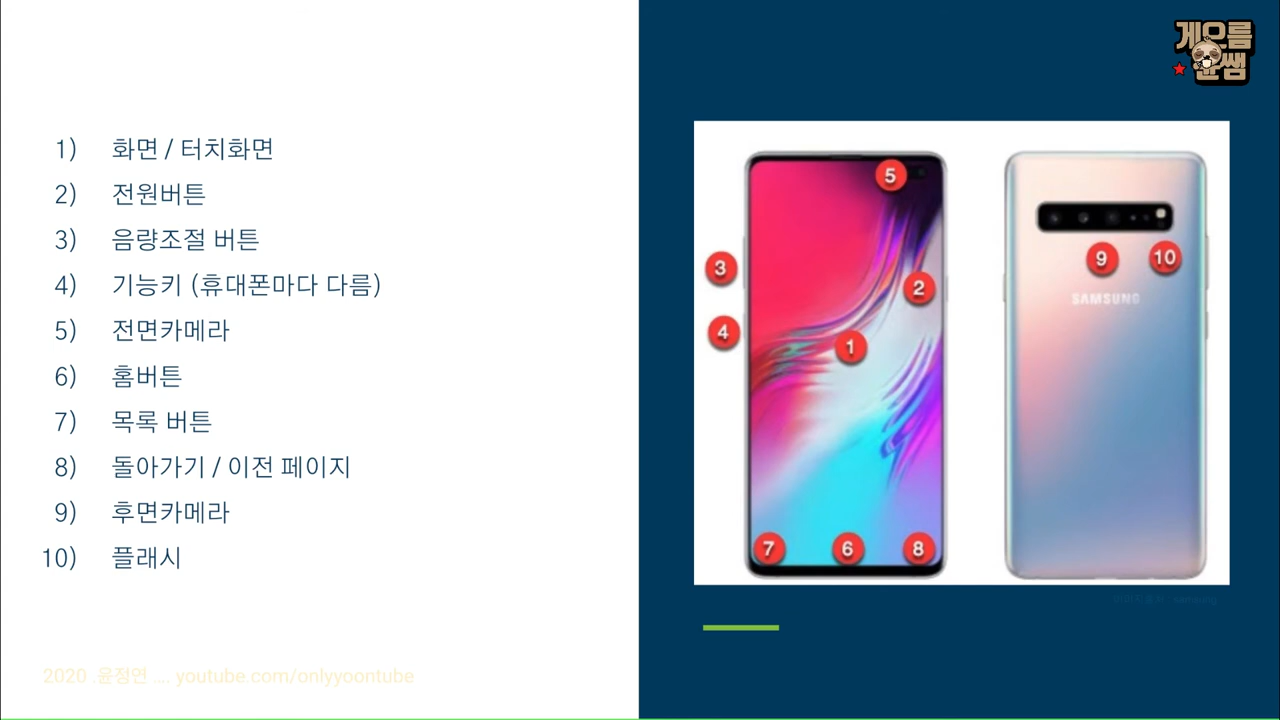 1) 화면 / 터치화면
2) 전원버튼
3) 음량조절 버튼
4) 기능키 (휴대폰마다 다름)
5) 전면카메라
6) 홈버튼
7) 목록 버튼
8) 돌아가기 / 이전 페이지
9) 후면카메라
10) 플래시
2020 윤정연 .... youtube.com/onlyyoontube
게으름
윤쌤
5
3
2
4
1
7
6
8
9
10
SAMSUNG
samsung